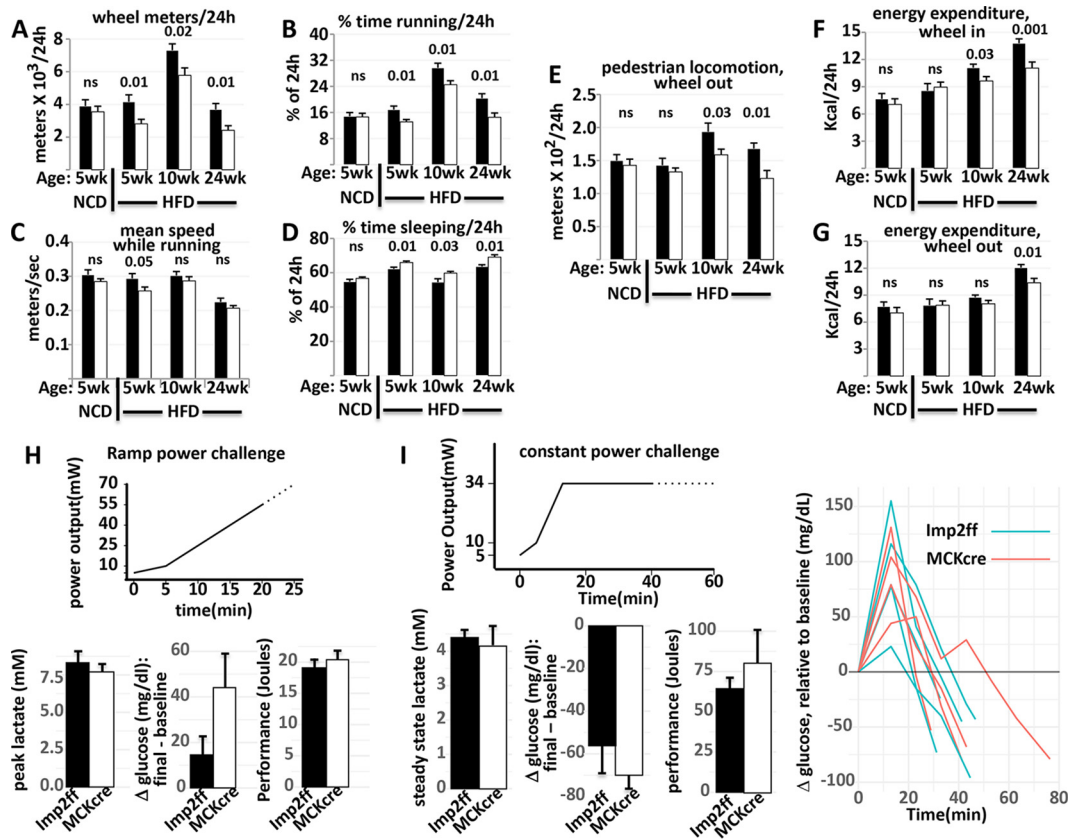 A
wheel meters/24h
meters X 10³/24h
8
6
4
2
ns
0.01
0.02
0.01
Age: 5wk 5wk 10wk 24wk
NCD HFD
B
% time running/24h
% of 24h
40
32
24
16
8
ns
0.01
0.01
0.01
Age: 5wk 5wk 10wk 24wk
NCD HFD
C
mean speed
while running
meters/sec
0.4
0.3
0.2
0.1
ns
0.05
ns
ns
Age: 5wk 5wk 10wk 24wk
NCD HFD
D
% time sleeping/24h
% of 24h
80
60
40
20
ns
0.01
0.03
0.01
Age: 5wk 5wk 10wk 24wk
NCD HFD
E
pedestrian locomotion,
wheel out
meters X 10²/24h
2.5
2.0
1.5
1.0
.5
ns
ns
0.03
0.01
Age: 5wk 5wk 10wk 24wk
NCD HFD
F
energy expenditure,
wheel in
Kcal/24h
15
12
9
6
3
ns
ns
0.03
0.001
Age: 5wk 5wk 10wk 24wk
NCD HFD
G
energy expenditure,
wheel out
Kcal/24h
15
12
9
6
3
ns
ns
ns
0.01
Age: 5wk 5wk 10wk 24wk
NCD HFD
H
Ramp power challenge
power output(mW)
70
55
40
25
10
0 5 10 15 20 25
time(min)
peak lactate (mM)
7.5
5.0
2.5
0.0
Imp2ff
MCKcre
Δ glucose (mg/dl):
final - baseline
60
40
20
0
Imp2ff
MCKcre
Performance (Joules)
20
15
10
5
0
Imp2ff
MCKcre
I
constant power challenge
Power Output(mW)
34
10
5
0 20 40 60
Time(min)
steady state lactate (mM)
4
3
2
1
0
Imp2ff
MCKcre
Δ glucose (mg/dl):
final – baseline
0
-20
-40
-60
-80
Imp2ff
MCKcre
performance (Joules)
100
75
50
25
0
Imp2ff
MCKcre
Δ glucose, relative to baseline (mg/dL)
150
100
50
0
-50
-100
Imp2ff
MCKcre
0 20 40 60 80
Time(min)